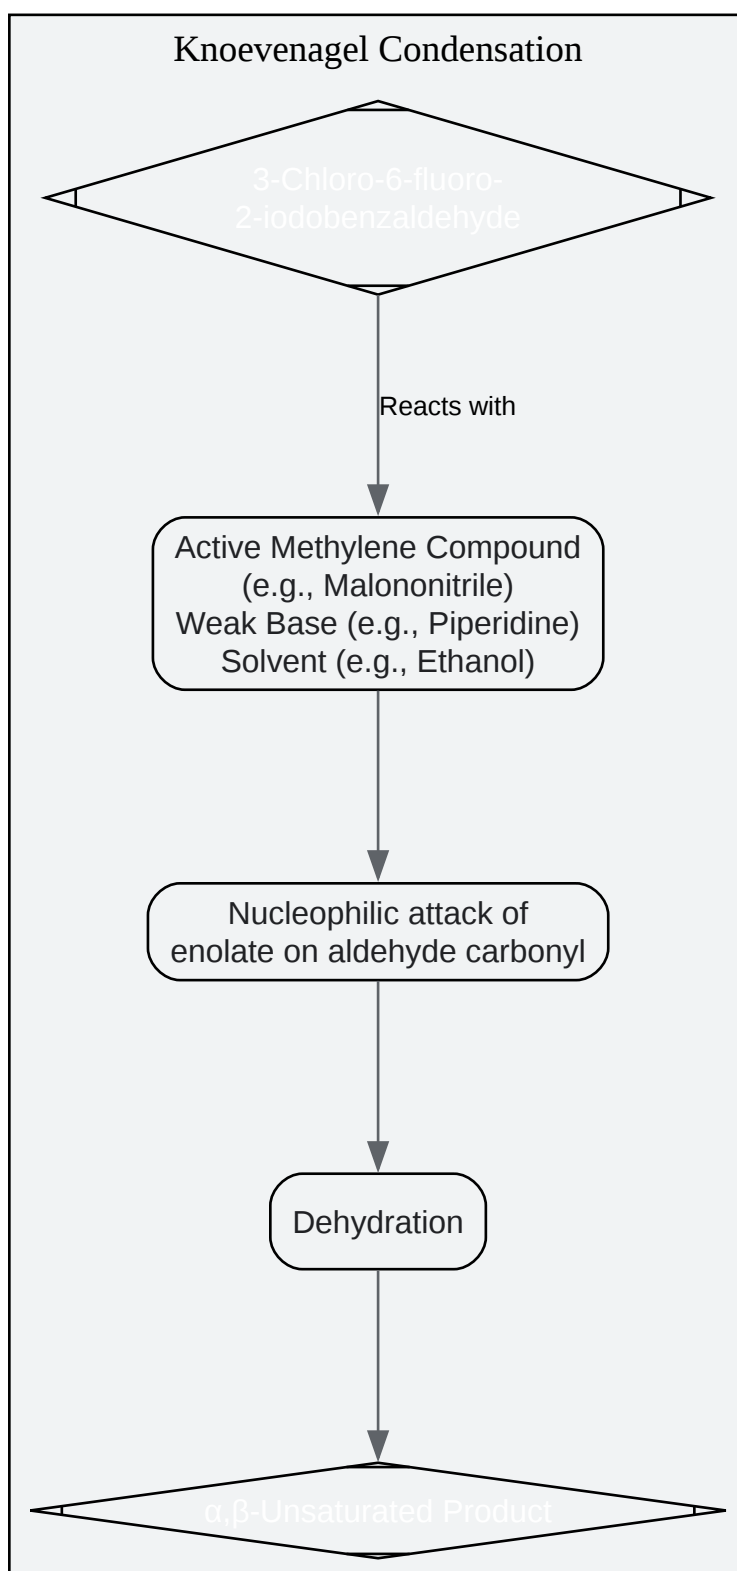 Knoevenagel Condensation
3-Chloro-6-fluoro-
2-iodobenzaldehyde
Reacts with
Active Methylene Compound
(e.g., Malononitrile)
Weak Base (e.g., Piperidine)
Solvent (e.g., Ethanol)
Nucleophilic attack of
enolate on aldehyde carbonyl
Dehydration
α,β-Unsaturated Product